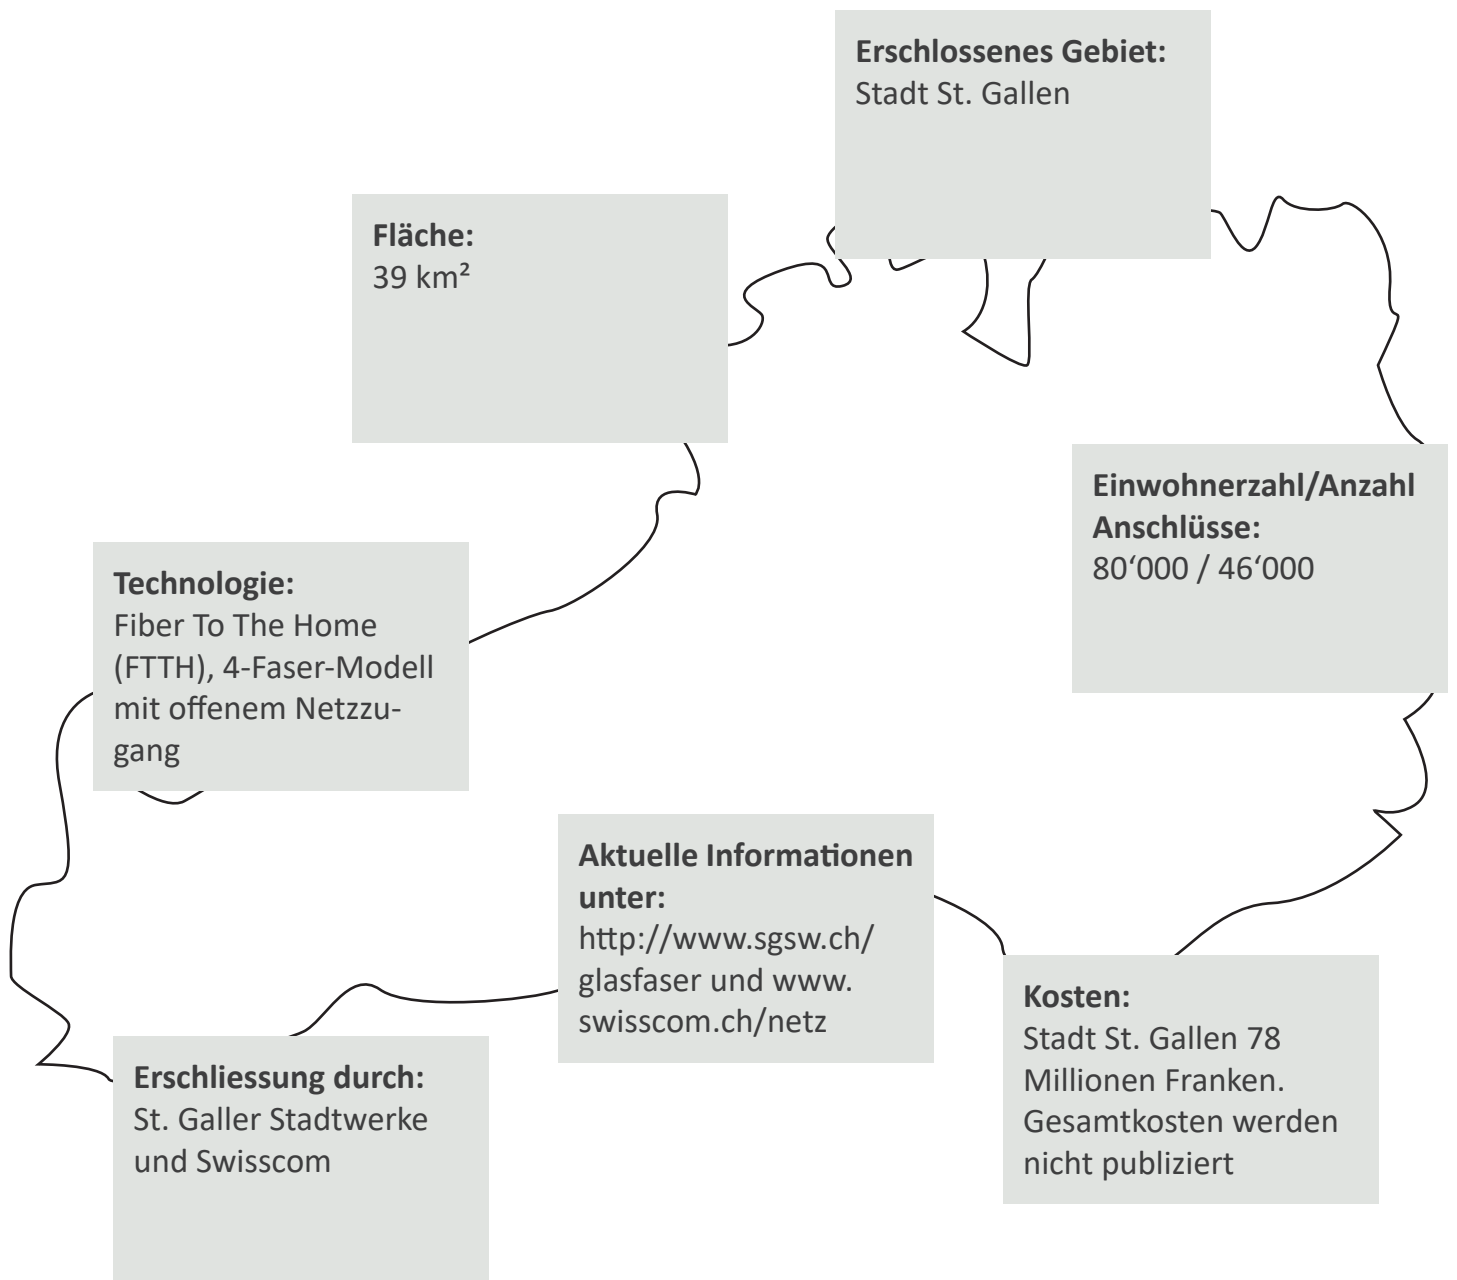 Erschlossenes Gebiet:
Stadt St. Gallen
Fläche:
39 km²
Einwohnerzahl/Anzahl
Anschlüsse:
80‘000 / 46‘000
Technologie:
Fiber To The Home
(FTTH), 4-Faser-Modell
mit offenem Netzzu-
gang
Aktuelle Informationen
unter:
http://www.sgsw.ch/
glasfaser und www.
swisscom.ch/netz
Kosten:
Stadt St. Gallen 78
Millionen Franken.
Gesamtkosten werden
nicht publiziert
Erschliessung durch:
St. Galler Stadtwerke
und Swisscom